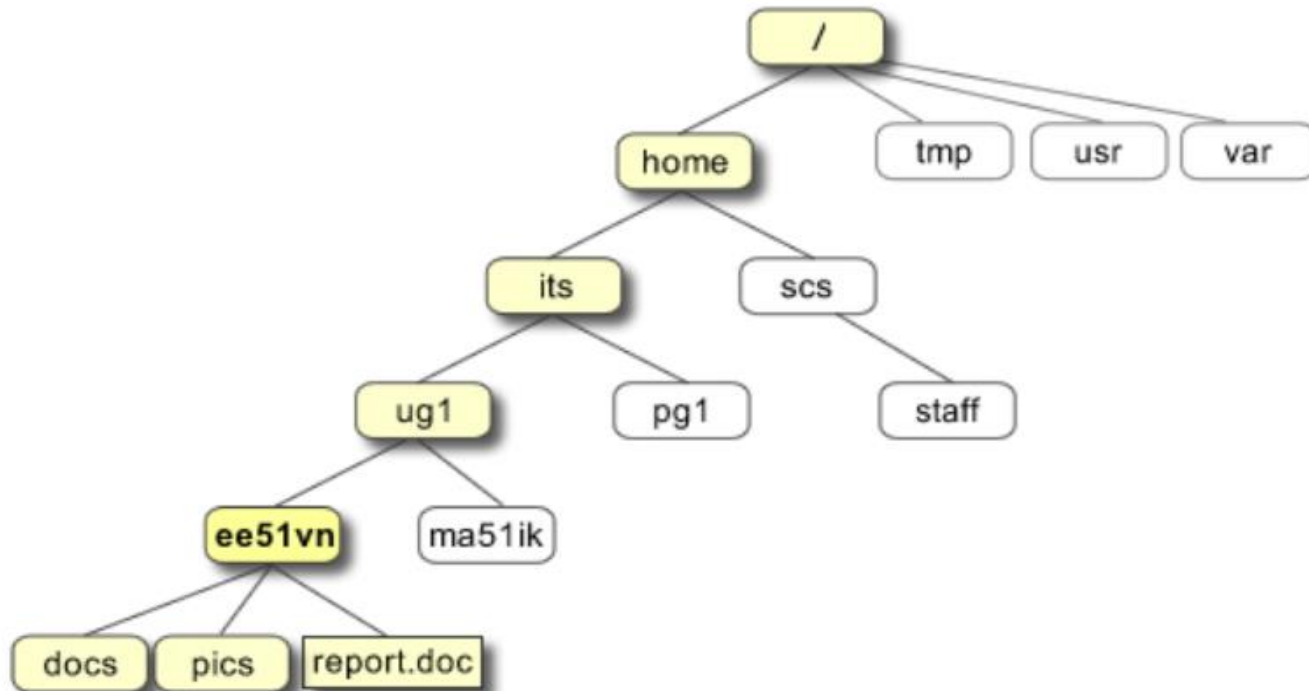 /
home
tmp
usr
var
its
scs
ug1
pg1
staff
ee51vn
ma51ik
docs
pics
report.doc